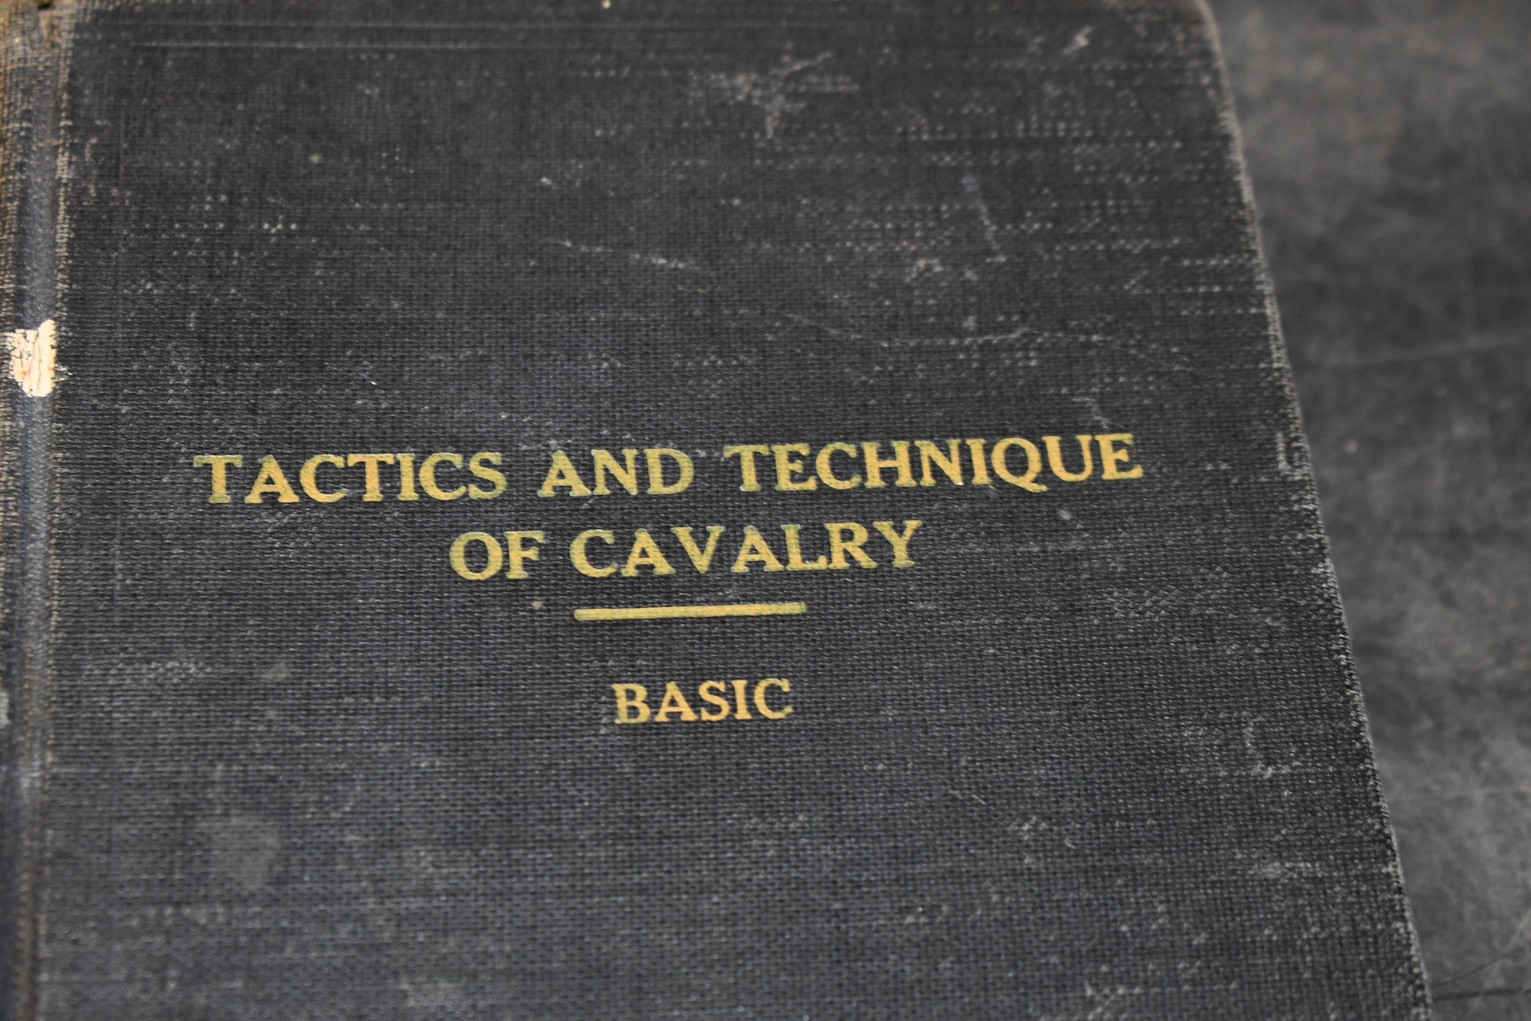 TACTICS AND TECHNIQUE
OF CAVALRY
BASIC